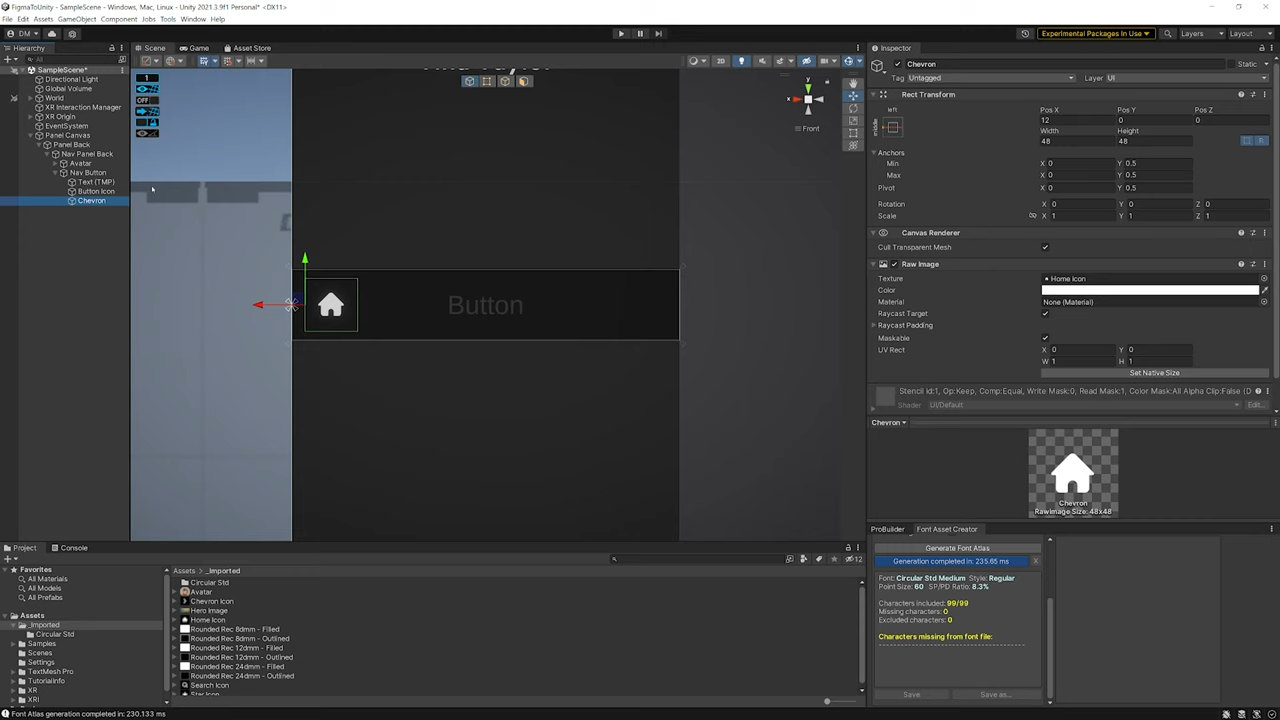 FigmaToUnity - SampleScene - Windows, Mac, Linux - Unity 2021.3.9f1 Personal* <DX11>
File Edit Assets GameObject Component Jobs Tools Window Help
DM
Experimental Packages In Use
Layers
Layout
Hierarchy
All
SampleScene*
Directional Light
Global Volume
World
XR Interaction Manager
XR Origin
EventSystem
Panel Canvas
Panel Back
Nav Panel Back
Avatar
Nav Button
Text (TMP)
Button Icon
Chevron
Scene
Game
Asset Store
2D
1
OFF
y
x
Front
Button
Inspector
Chevron
Static
Tag Untagged
Layer UI
Rect Transform
left
middle
Pos X Pos Y Pos Z
12 0 0
Width Height
48 48
Anchors
Min X 0 Y 0.5
Max X 0 Y 0.5
Pivot X 0 Y 0.5
Rotation X 0 Y 0 Z 0
Scale X 1 Y 1 Z 1
Canvas Renderer
Cull Transparent Mesh
Raw Image
Texture Home Icon
Color
Material None (Material)
Raycast Target
Raycast Padding
Maskable
UV Rect X 0 Y 0
W 1 H 1
Set Native Size
Stencil id:1, Op:Keep, Comp:Equal, Write Mask:0, Read Mask:1, Color Mask:All Alpha Clip:False (D
Shader UI/Default
Edit...
Chevron
Chevron
RawImage Size: 48x48
ProBuilder
Font Asset Creator
Generate Font Atlas
Generation completed in: 235.65 ms
X
Font: Circular Std Medium Style: Regular
Point Size: 60 SP/PD Ratio: 8.3%
Characters included: 99/99
Missing characters: 0
Excluded characters: 0
Characters missing from font file:
Save
Save as...
Project
Console
12
Favorites
All Materials
All Models
All Prefabs
Assets
_Imported
Circular Std
Samples
Scenes
Settings
TextMesh Pro
TutorialInfo
XR
XRI
Assets > _Imported
Circular Std
Avatar
Chevron Icon
Hero Image
Home Icon
Rounded Rec 8dmm - Filled
Rounded Rec 8dmm - Outlined
Rounded Rec 12dmm - Filled
Rounded Rec 12dmm - Outlined
Rounded Rec 24dmm - Filled
Rounded Rec 24dmm - Outlined
Search Icon
Star Icon
Font Atlas generation completed in: 230.133 ms